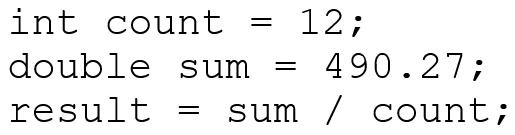 int count = 12;
double sum = 490.27;
result = sum / count;